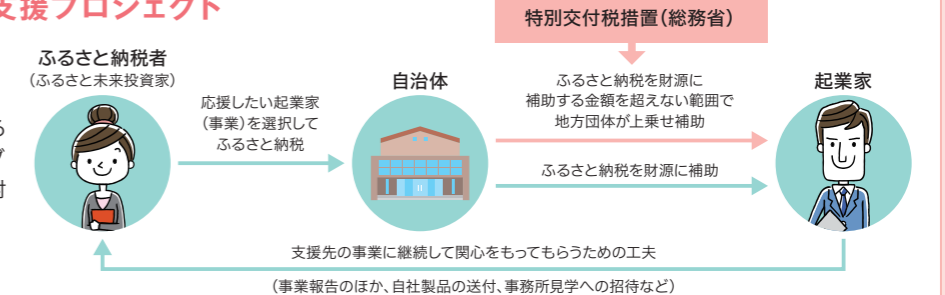 支援プロジェクト
特別交付税措置（総務省）
ふるさと納税者
（ふるさと未来投資家）
自治体
起業家
応援したい起業家
（事業）を選択して
ふるさと納税
ふるさと納税を財源に
補助する金額を超えない範囲で
地方団体が上乗せ補助
ふるさと納税を財源に補助
支援先の事業に継続して関心をもってもらうための工夫
（事業報告のほか、自社製品の送付、事務所見学への招待など）